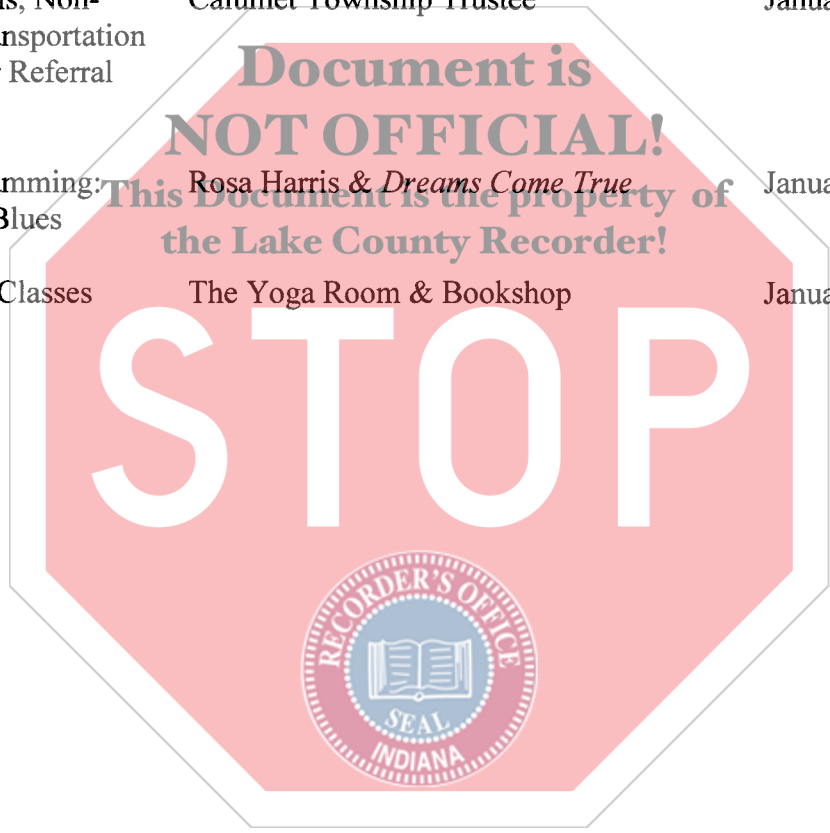 ns, Non- Calumet Township Trustee Janua
nsportation
Referral
Document is
NOT OFFICIAL!
mming: Rosa Harris & Dreams Come True Janua
This Document is the property of
Blues
the Lake County Recorder!
Classes The Yoga Room & Bookshop Janua
STOP
RECORDER'S OFFICE
SEAL
INDIANA